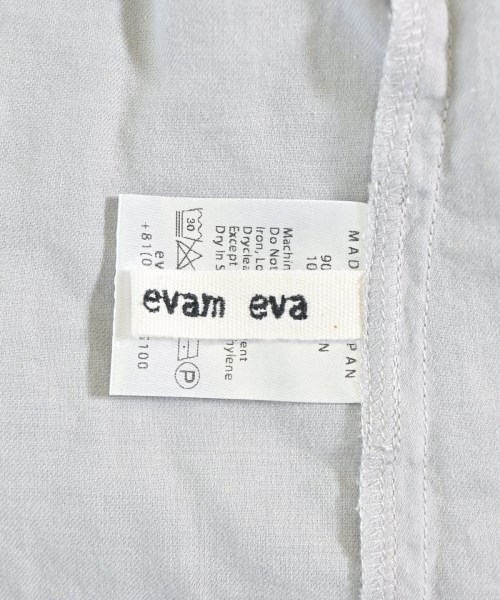 evam eva
MAD
PAN
90
10
N
Machin
Do Not
Iron, Lo
Dryclea
Except
Dry In S
ent
hylene
30
P
ev
+81(0
100